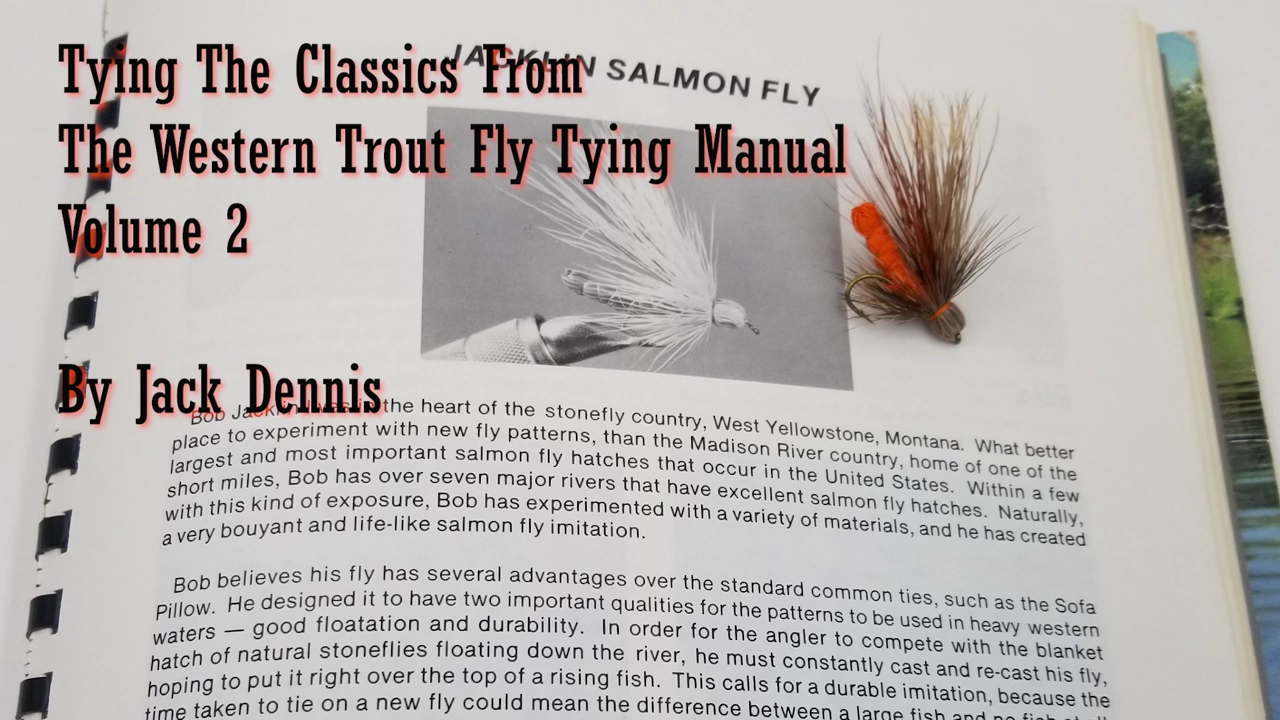 Tying The Classics From
The Western Trout Fly Tying Manual
Volume 2
By Jack Dennis
JACKLIN SALMON FLY
Bob Jacklin lives in the heart of the stonefly country, West Yellowstone, Montana. What better
place to experiment with new fly patterns, than the Madison River country, home of one of the
largest and most important salmon fly hatches that occur in the United States. Within a few
short miles, Bob has over seven major rivers that have excellent salmon fly hatches. Naturally,
with this kind of exposure, Bob has experimented with a variety of materials, and he has created
a very bouyant and life-like salmon fly imitation.
Bob believes his fly has several advantages over the standard common ties, such as the Sofa
Pillow. He designed it to have two important qualities for the patterns to be used in heavy western
waters — good floatation and durability. In order for the angler to compete with the blanket
hatch of natural stoneflies floating down the river, he must constantly cast and re-cast his fly,
hoping to put it right over the top of a rising fish. This calls for a durable imitation, because the
time taken to tie on a new fly could mean the difference between a large fish and no fish